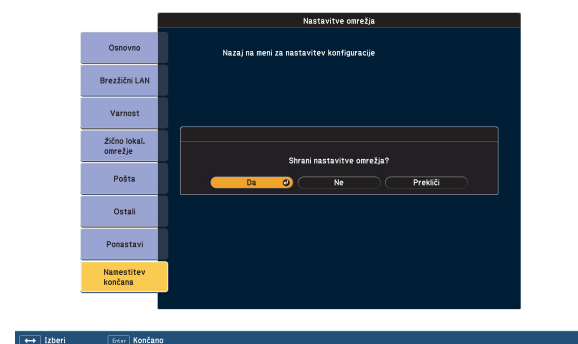 Nastavitve omrežja
Osnovno
Nazaj na meni za nastavitev konfiguracije
Brezžični LAN
Varnost
Žično lokal.
omrežje
Shrani nastavitve omrežja?
Pošta
Da Ne Prekliči
Ostali
Ponastavi
Namestitev
končana
Izberi Enter Končano